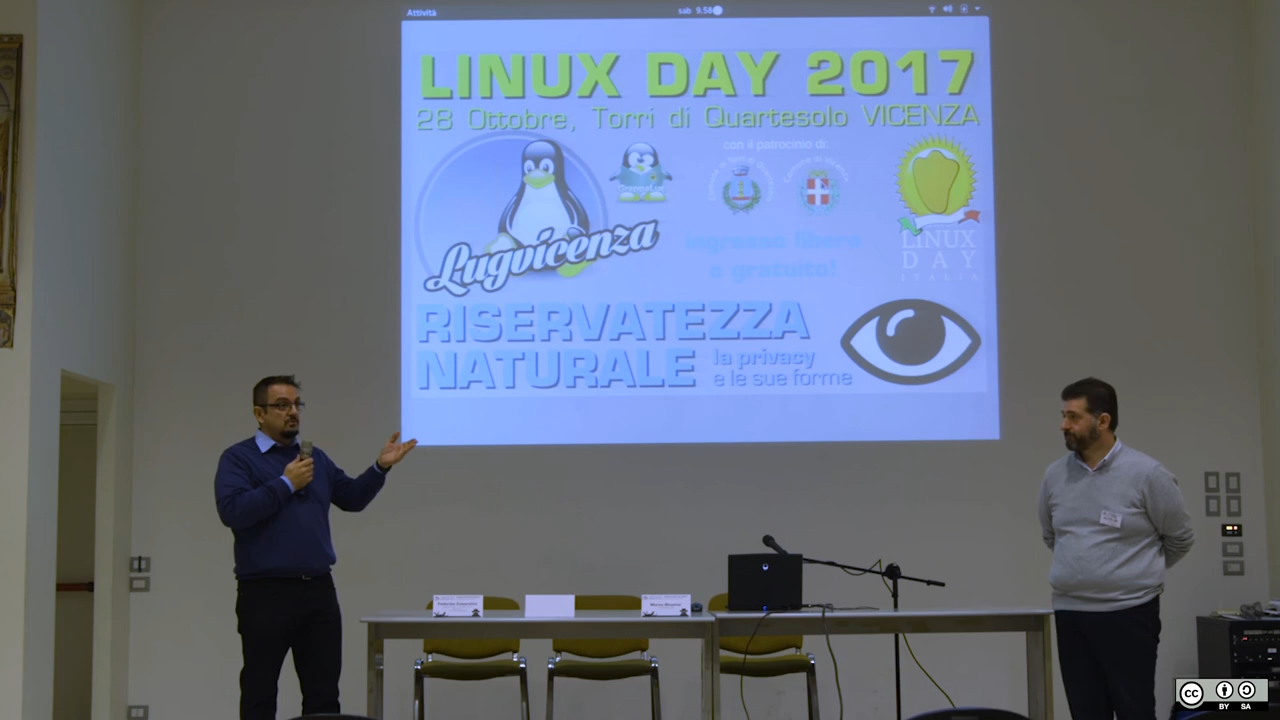 Attività
sab 9.58
LINUX DAY 2017
28 Ottobre, Torri di Quartesolo VICENZA
con il patrocinio di:
Lugvicenza
ingresso libero
e gratuito!
LINUX
DAY
ITALIA
RISERVATEZZA
NATURALE
la privacy
e le sue forme
cc
BY SA